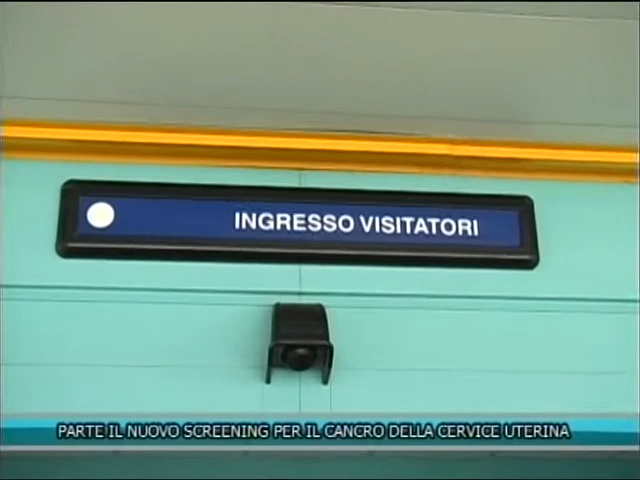 INGRESSO VISITATORI
PARTE IL NUOVO SCREENING PER IL CANCRO DELLA CERVICE UTERINA